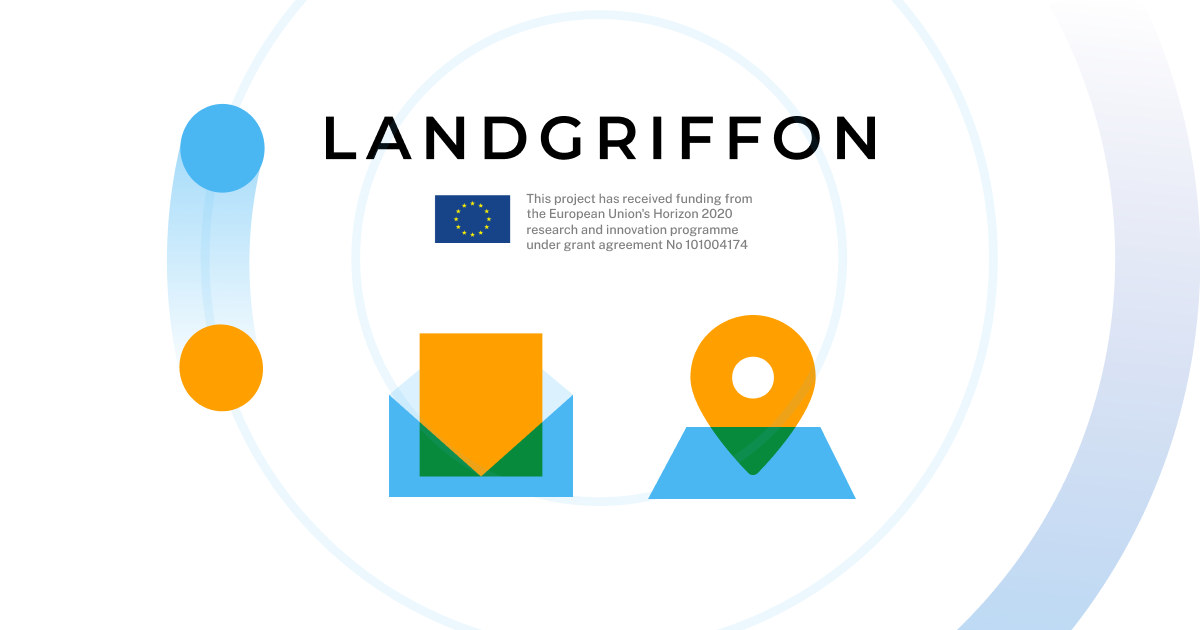 LANDGRIFFON
This project has received funding from
the European Union's Horizon 2020
research and innovation programme
under grant agreement No 101004174